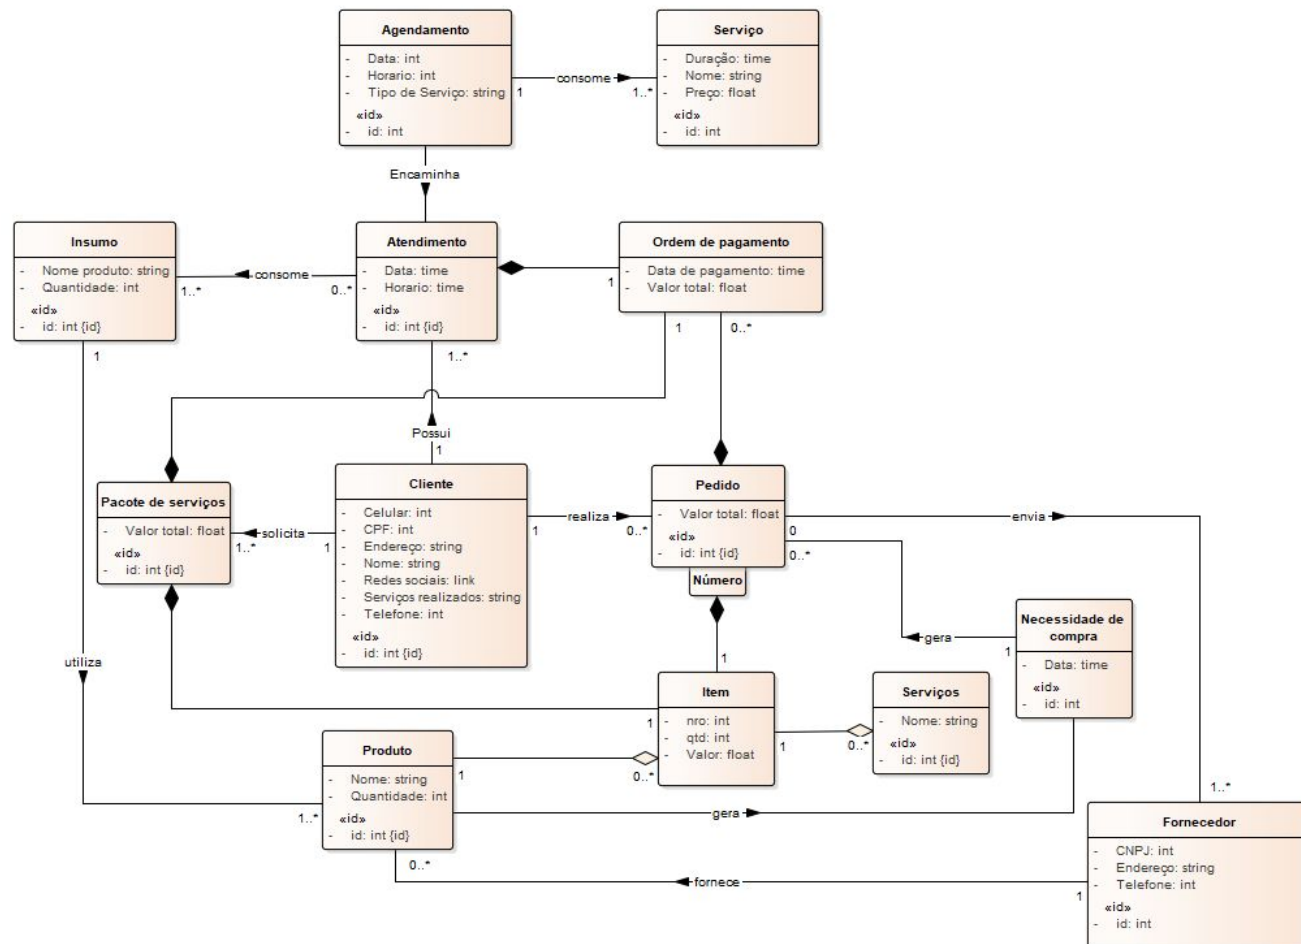 Agendamento
- Data: int
- Horario: int
- Tipo de Serviço: string
«id»
- id: int
1
consome
1..*
Serviço
- Duração: time
- Nome: string
- Preço: float
«id»
- id: int
Encaminha
Insumo
- Nome produto: string
- Quantidade: int
«id»
- id: int {id}
1..*
consome
0..*
Atendimento
- Data: time
- Horario: time
«id»
- id: int {id}
1
Ordem de pagamento
- Data de pagamento: time
- Valor total: float
1
1..*
1
0..*
Possui
1
Pacote de serviços
- Valor total: float
«id»
- id: int {id}
1..*
solicita
1
Cliente
- Celular: int
- CPF: int
- Endereço: string
- Nome: string
- Redes sociais: link
- Serviços realizados: string
- Telefone: int
«id»
- id: int {id}
1
realiza
0..*
Pedido
- Valor total: float
«id»
- id: int {id}
Número
0
envia
0..*
gera
1
Necessidade de
compra
- Data: time
«id»
- id: int
utiliza
1
Item
- nro: int
- qtd: int
- Valor: float
1
1
0..*
Serviços
- Nome: string
«id»
- id: int {id}
Produto
- Nome: string
- Quantidade: int
«id»
- id: int {id}
1
0..*
1..*
gera
1..*
0..*
fornece
1
Fornecedor
- CNPJ: int
- Endereço: string
- Telefone: int
«id»
- id: int